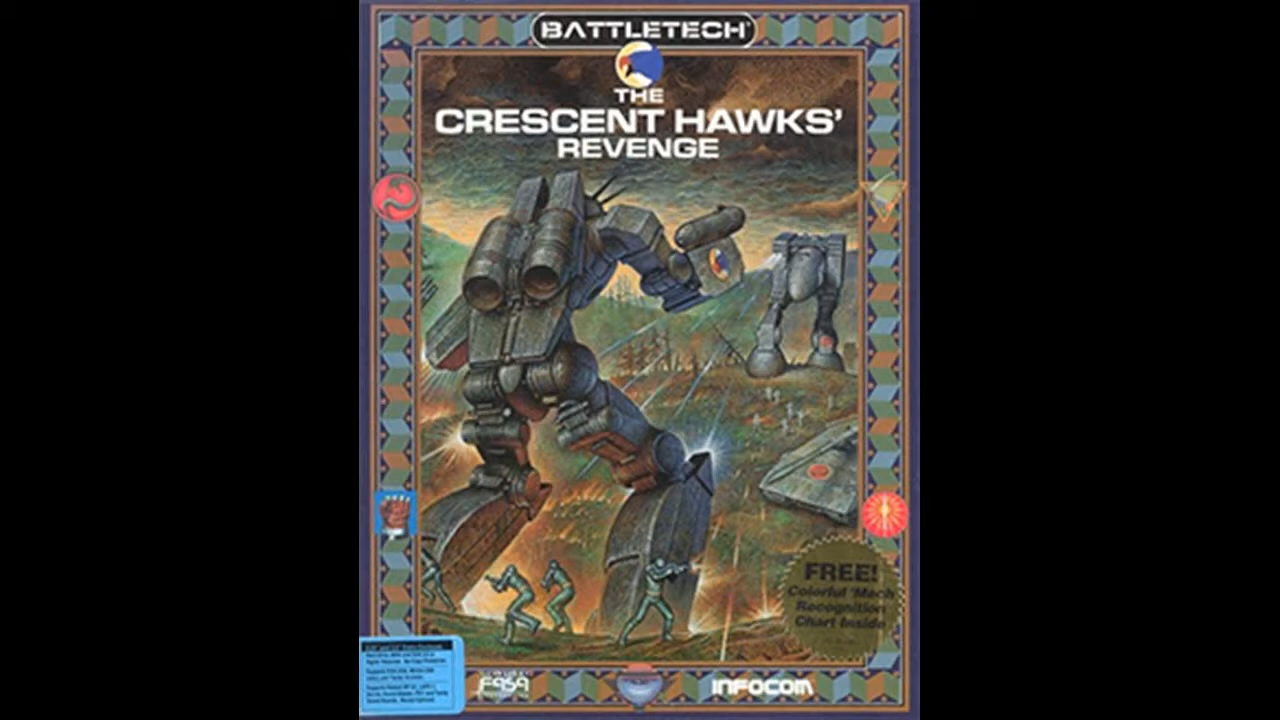 BATTLETECH
THE
CRESCENT HAWKS'
REVENGE
FREE!
Colorful 'Mech
Recognition
Chart Inside
FASA
INFOCOM